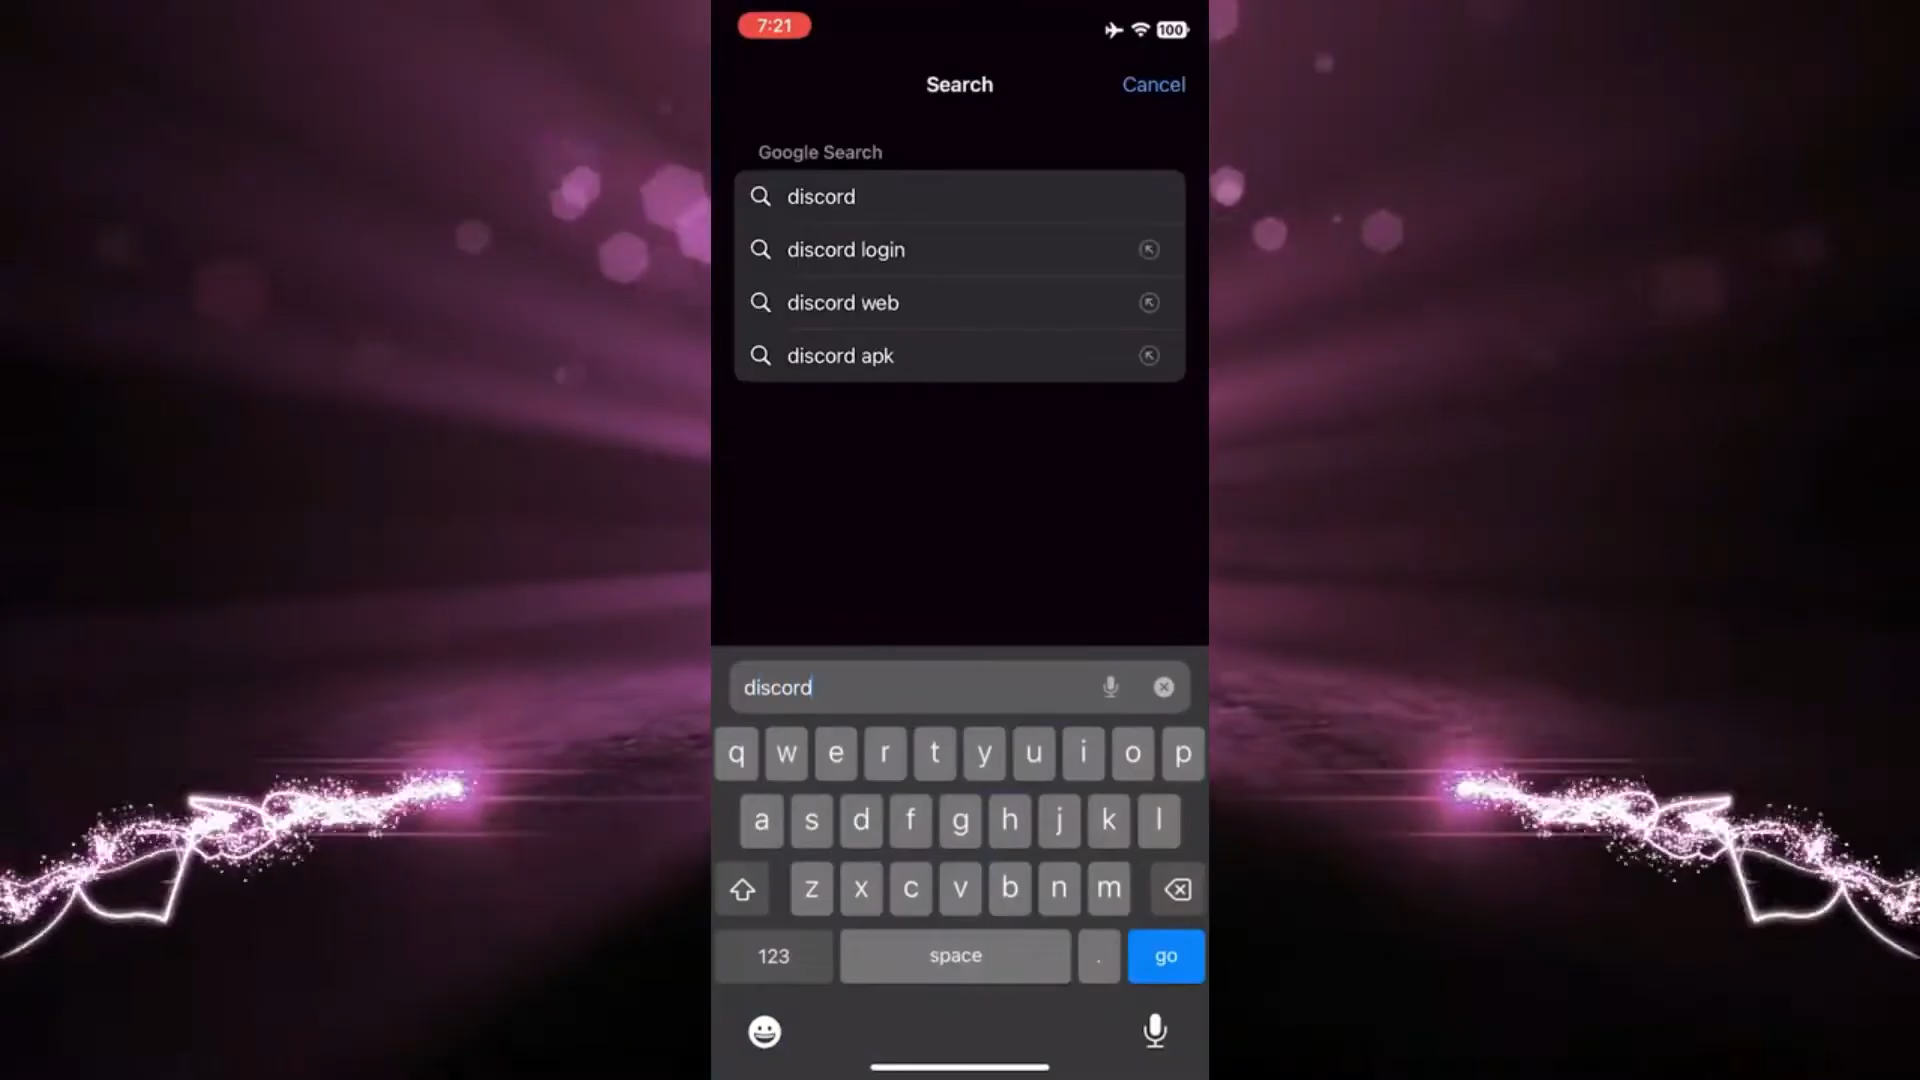 7:21
100
Search
Cancel
Google Search
discord
discord login
discord web
discord apk
discord
q w e r t y u i o p
a s d f g h j k l
z x c v b n m
123 space . go